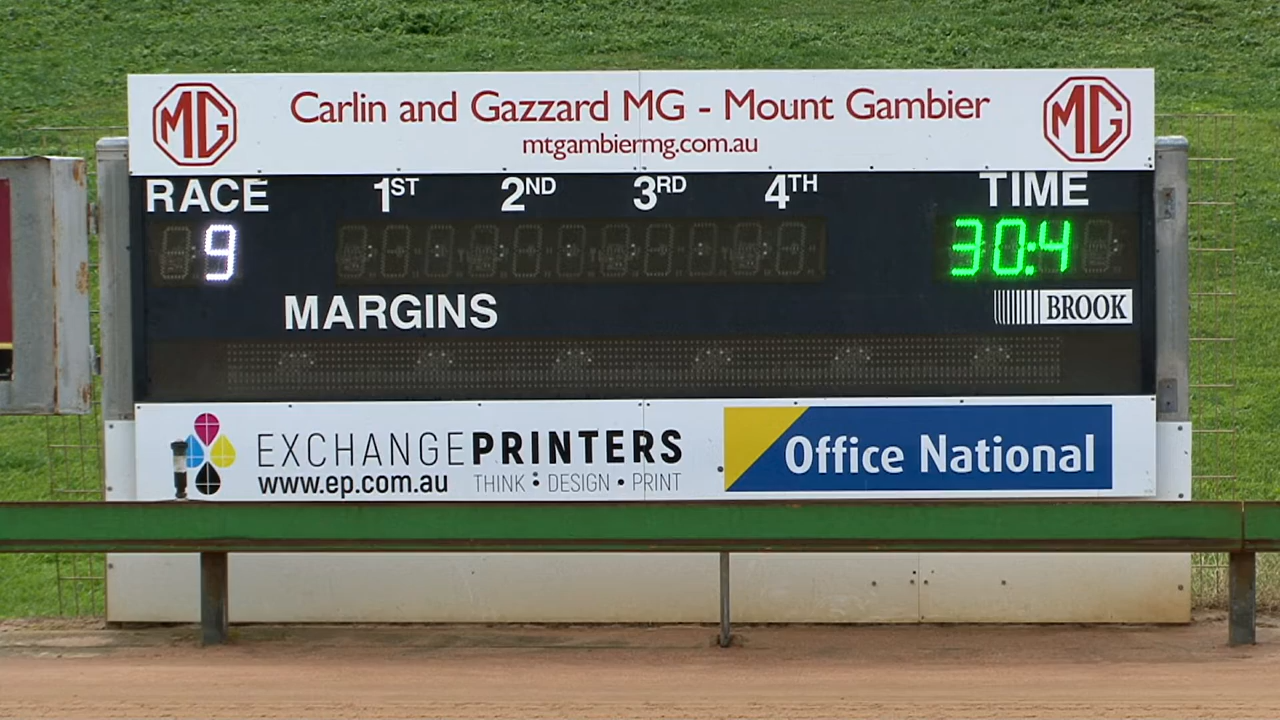 MG Carlin and Gazzard MG - Mount Gambier MG
mtgambiermg.com.au
RACE 1ST 2ND 3RD 4TH TIME
9 30:4
MARGINS BROOK
EXCHANGEPRINTERS Office National
www.ep.com.au THINK : DESIGN • PRINT